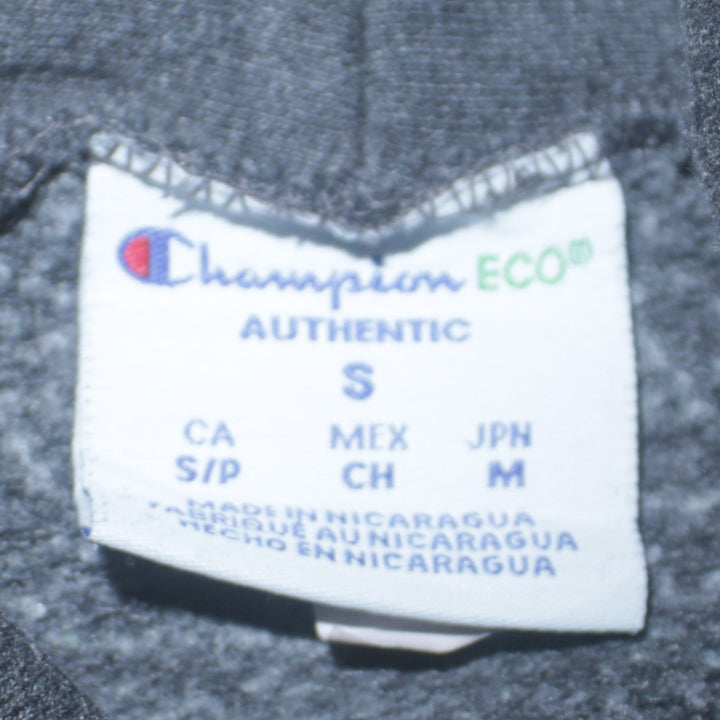 Champion ECO®
AUTHENTIC
S
CA MEX JPN
S/P CH M
MADE IN NICARAGUA
FABRIQUÉ AU NICARAGUA
HECHO EN NICARAGUA